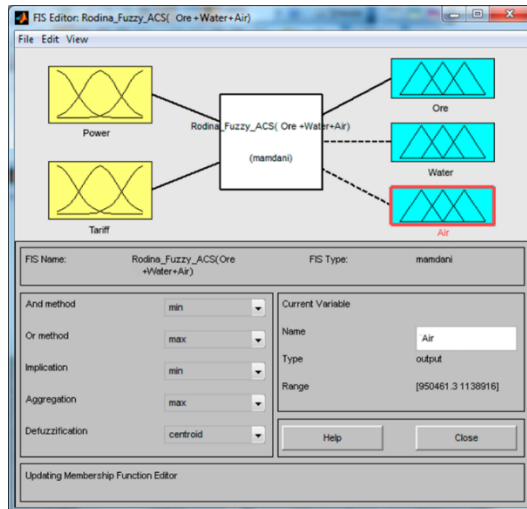 FIS Editor: Rodina_Fuzzy_ACS( Ore +Water+Air)
File Edit View
Power
Tariff
Rodina_Fuzzy_ACS( Ore +Water+Air)
(mamdani)
Ore
Water
Air
FIS Name: Rodina_Fuzzy_ACS(Ore
+Water+Air)
FIS Type: mamdani
And method min
Or method max
Implication min
Aggregation max
Defuzzification centroid
Current Variable
Name Air
Type output
Range [950461.3 1138916]
Help Close
Updating Membership Function Editor